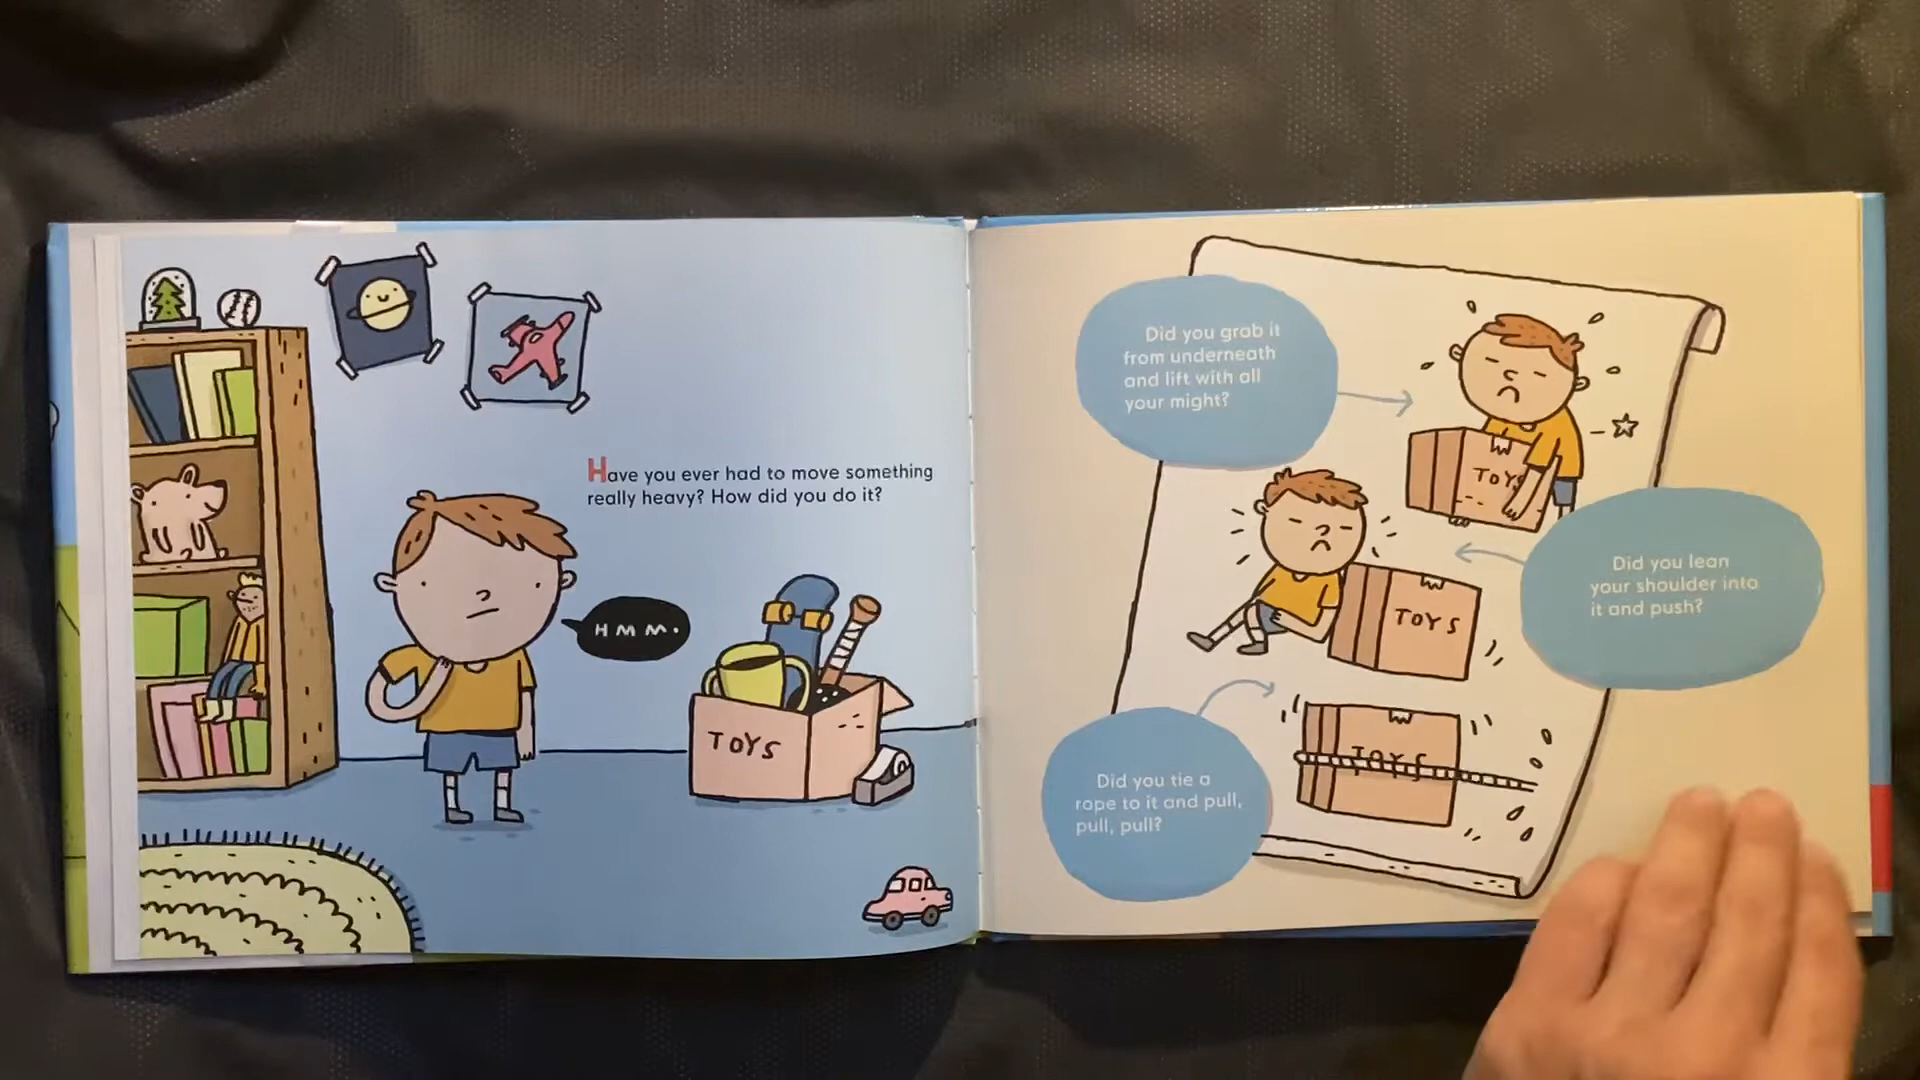 Have you ever had to move something
really heavy? How did you do it?
HMM.
TOYS
Did you grab it
from underneath
and lift with all
your might?
TOYS
Did you lean
your shoulder into
it and push?
TOYS
Did you tie a
rope to it and pull,
pull, pull?
TOYS